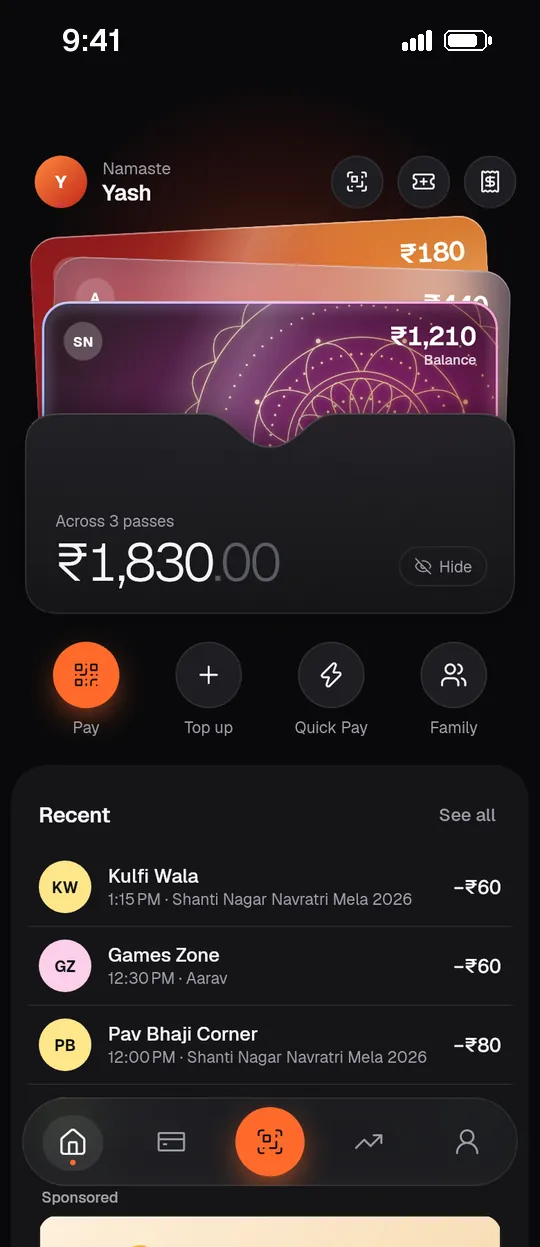 9:41
Y
Namaste
Yash
₹180
A
₹440
SN
₹1,210
Balance
Across 3 passes
₹1,830.00
Hide
Pay
Top up
Quick Pay
Family
Recent
See all
KW
Kulfi Wala
1:15 PM · Shanti Nagar Navratri Mela 2026
−₹60
GZ
Games Zone
12:30 PM · Aarav
−₹60
PB
Pav Bhaji Corner
12:00 PM · Shanti Nagar Navratri Mela 2026
−₹80
Sponsored